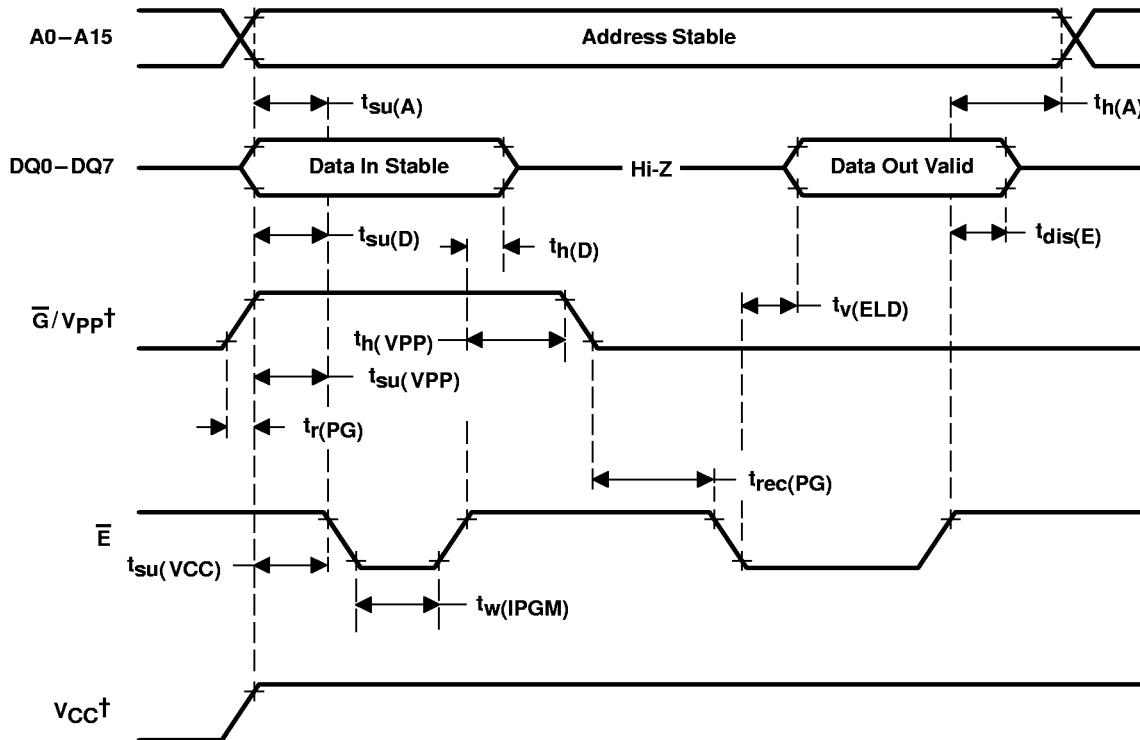 A0–A15
Address Stable
tsu(A)
th(A)
DQ0–DQ7
Data In Stable
Hi-Z
Data Out Valid
tsu(D)
th(D)
tdis(E)
G̅/VPP†
tv(ELD)
th(VPP)
tsu(VPP)
tr(PG)
trec(PG)
E̅
tsu(VCC)
tw(IPGM)
VCC†